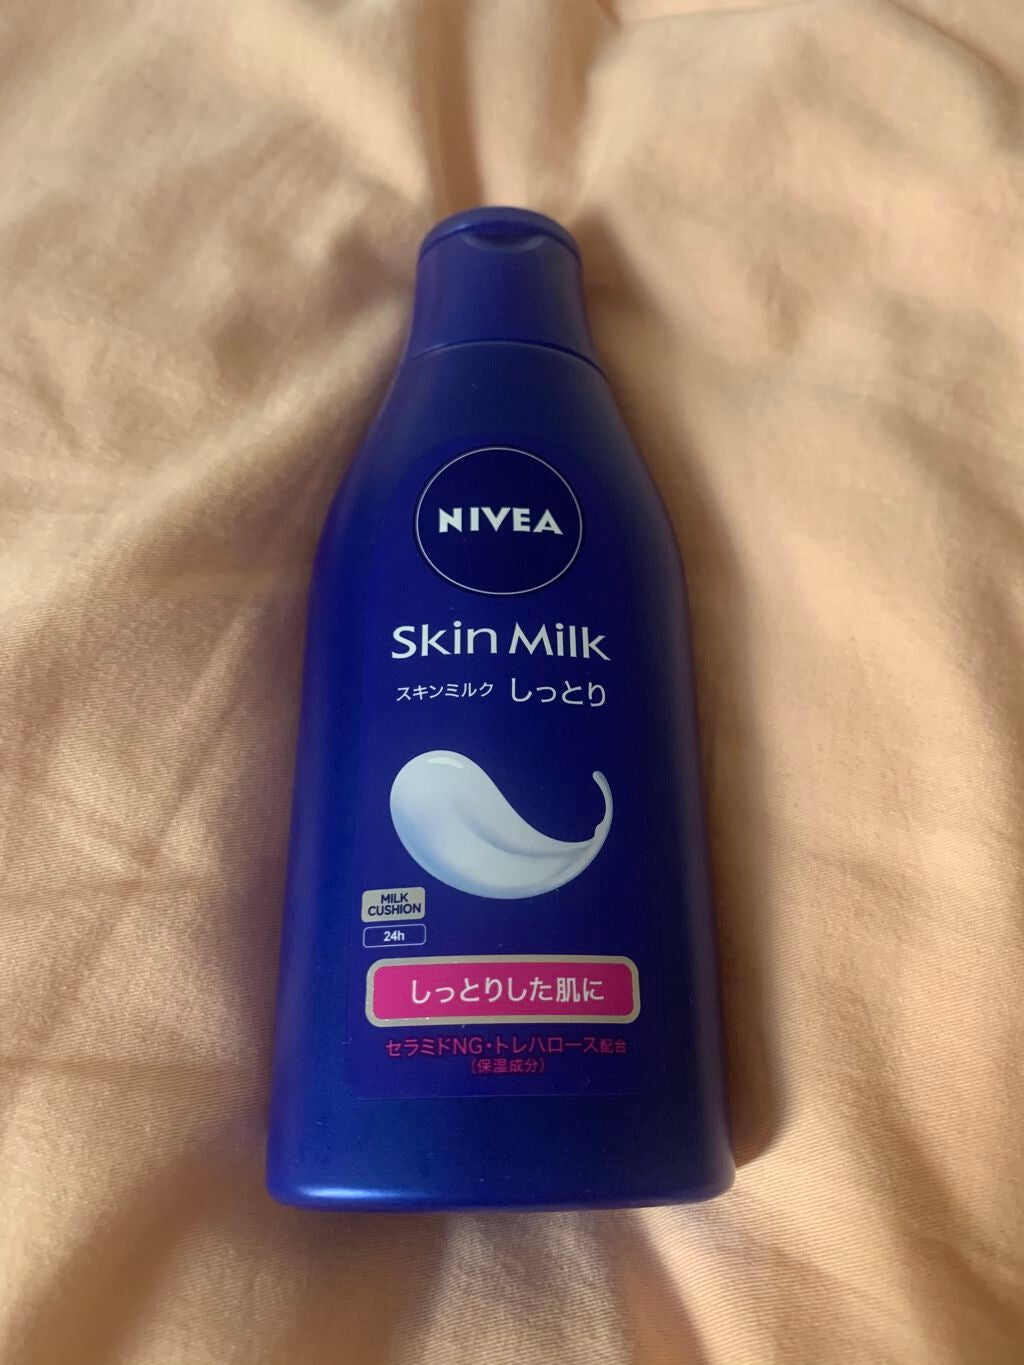 NIVEA
Skin Milk
スキンミルク しっとり
MILK
CUSHION
24h
しっとりした肌に
セラミドNG・トレハロース配合
(保湿成分)